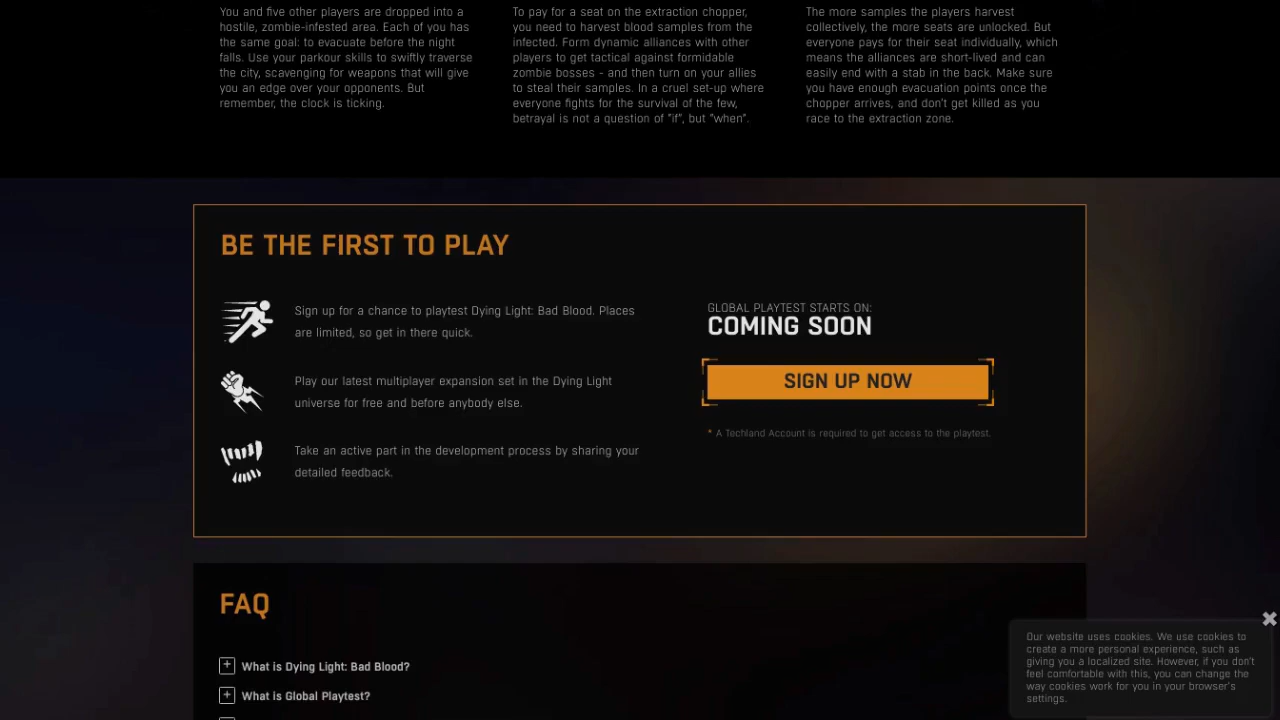 You and five other players are dropped into a
hostile, zombie-infested area. Each of you has
the same goal: to evacuate before the night
falls. Use your parkour skills to swiftly traverse
the city, scavenging for weapons that will give
you an edge over your opponents. But
remember, the clock is ticking.
To pay for a seat on the extraction chopper,
you need to harvest blood samples from the
infected. Form dynamic alliances with other
players to get tactical against formidable
zombie bosses - and then turn on your allies
to steal their samples. In a cruel set-up where
everyone fights for the survival of the few,
betrayal is not a question of "if", but "when".
The more samples the players harvest
collectively, the more seats are unlocked. But
everyone pays for their seat individually, which
means the alliances are short-lived and can
easily end with a stab in the back. Make sure
you have enough evacuation points once the
chopper arrives, and don't get killed as you
race to the extraction zone.
BE THE FIRST TO PLAY
Sign up for a chance to playtest Dying Light: Bad Blood. Places
are limited, so get in there quick.
Play our latest multiplayer expansion set in the Dying Light
universe for free and before anybody else.
Take an active part in the development process by sharing your
detailed feedback.
GLOBAL PLAYTEST STARTS ON:
COMING SOON
SIGN UP NOW
* A Techland Account is required to get access to the playtest.
FAQ
What is Dying Light: Bad Blood?
What is Global Playtest?
Our website uses cookies. We use cookies to
create a more personal experience, such as
giving you a localized site. However, if you don't
feel comfortable with this, you can change the
way cookies work for you in your browser's
settings.